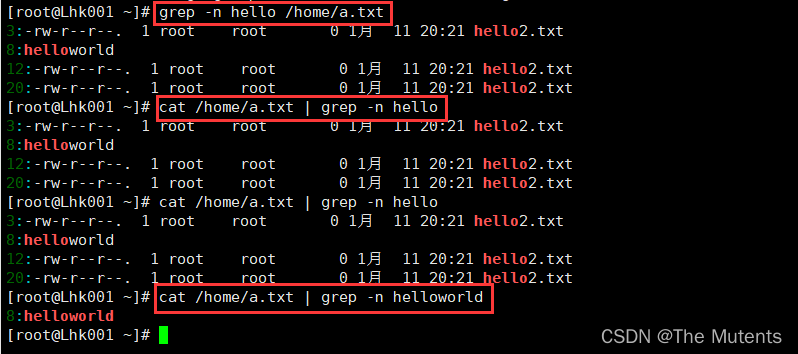 [root@Lhk001 ~]# grep -n hello /home/a.txt
3:-rw-r--r--.  1 root    root        0 1月  11 20:21 hello2.txt
8:helloworld
12:-rw-r--r--.  1 root    root        0 1月  11 20:21 hello2.txt
20:-rw-r--r--.  1 root    root        0 1月  11 20:21 hello2.txt
[root@Lhk001 ~]# cat /home/a.txt | grep -n hello
3:-rw-r--r--.  1 root    root        0 1月  11 20:21 hello2.txt
8:helloworld
12:-rw-r--r--.  1 root    root        0 1月  11 20:21 hello2.txt
20:-rw-r--r--.  1 root    root        0 1月  11 20:21 hello2.txt
[root@Lhk001 ~]# cat /home/a.txt | grep -n hello
3:-rw-r--r--.  1 root    root        0 1月  11 20:21 hello2.txt
8:helloworld
12:-rw-r--r--.  1 root    root        0 1月  11 20:21 hello2.txt
20:-rw-r--r--.  1 root    root        0 1月  11 20:21 hello2.txt
[root@Lhk001 ~]# cat /home/a.txt | grep -n helloworld
8:helloworld
[root@Lhk001 ~]#
CSDN @The Mutents